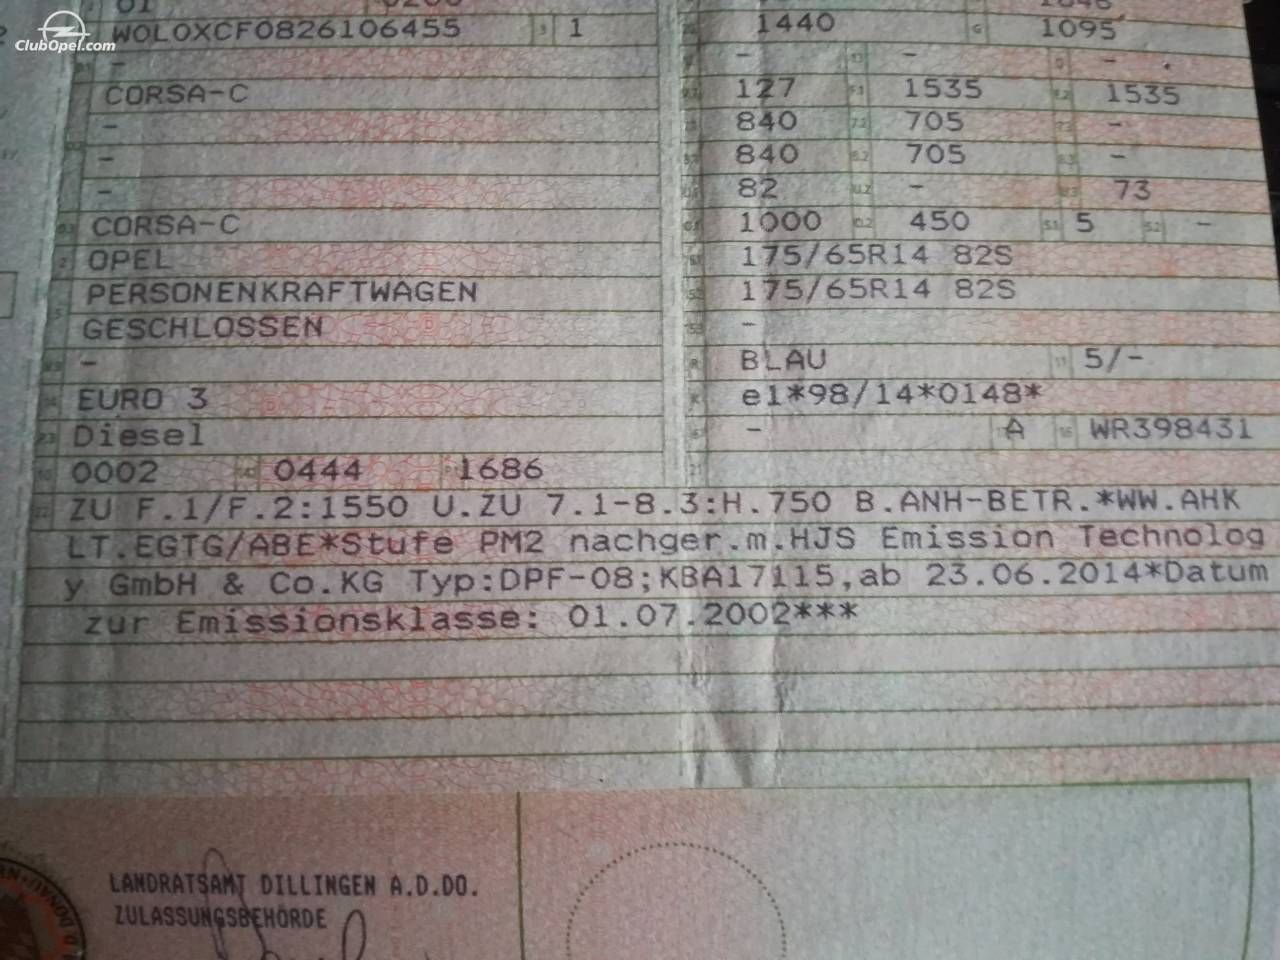 ClubOpel.com
WOLOXCF0826106455 3 1 1440 G 1095
- - - -
CORSA-C 127 1535 1535
- 840 705 -
- 840 705 -
- 82 - 73
CORSA-C 1000 450 5 -
OPEL 175/65R14 82S
PERSONENKRAFTWAGEN 175/65R14 82S
GESCHLOSSEN -
- BLAU 11 5/-
EURO 3 e1*98/14*0148*
Diesel - A WR398431
0002 0444 1686
ZU F.1/F.2:1550 U.ZU 7.1-8.3:H.750 B.ANH-BETR.*WW.AHK
LT.EGTG/ABE*Stufe PM2 nachger.m.HJS Emission Technolog
y GmbH & Co.KG Typ:DPF-08;KBA17115,ab 23.06.2014*Datum
zur Emissionsklasse: 01.07.2002***
LANDRATSAMT DILLINGEN A.D.DO.
ZULASSUNGSBEHÖRDE